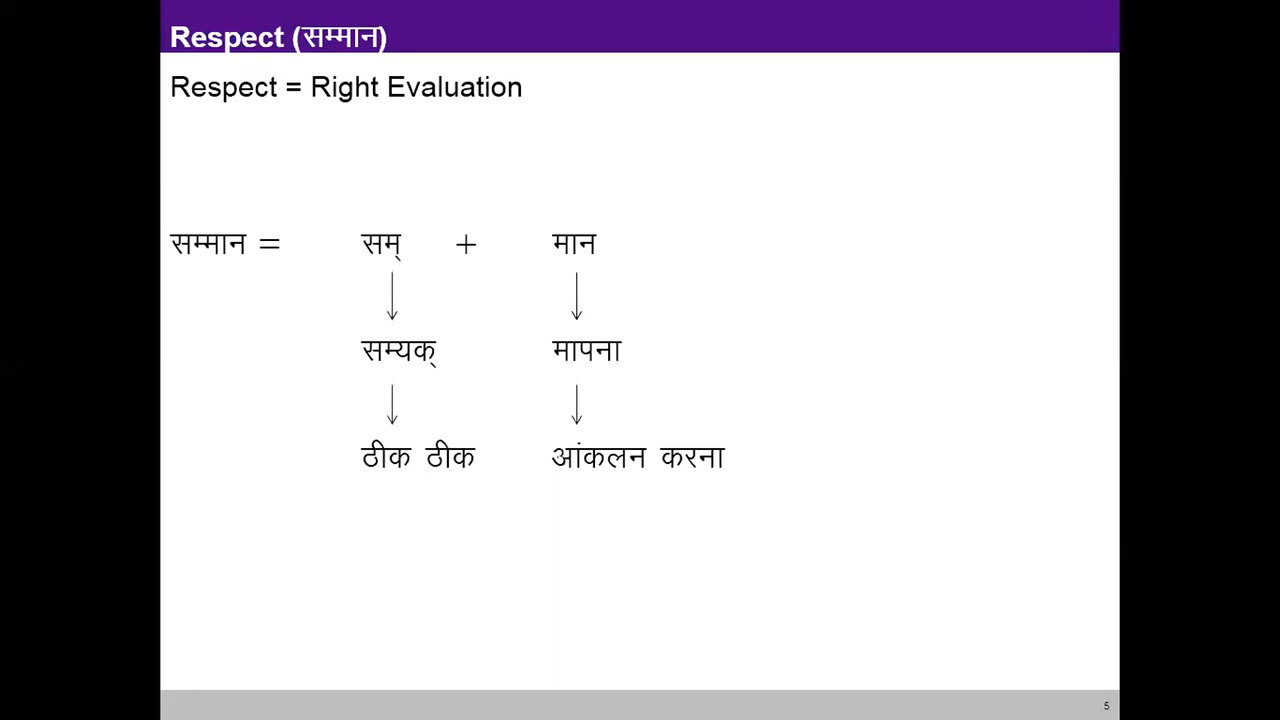 Respect (सम्मान)
Respect = Right Evaluation
सम्मान = सम् + मान
↓ ↓
सम्यक् मापना
↓ ↓
ठीक ठीक आंकलन करना
5